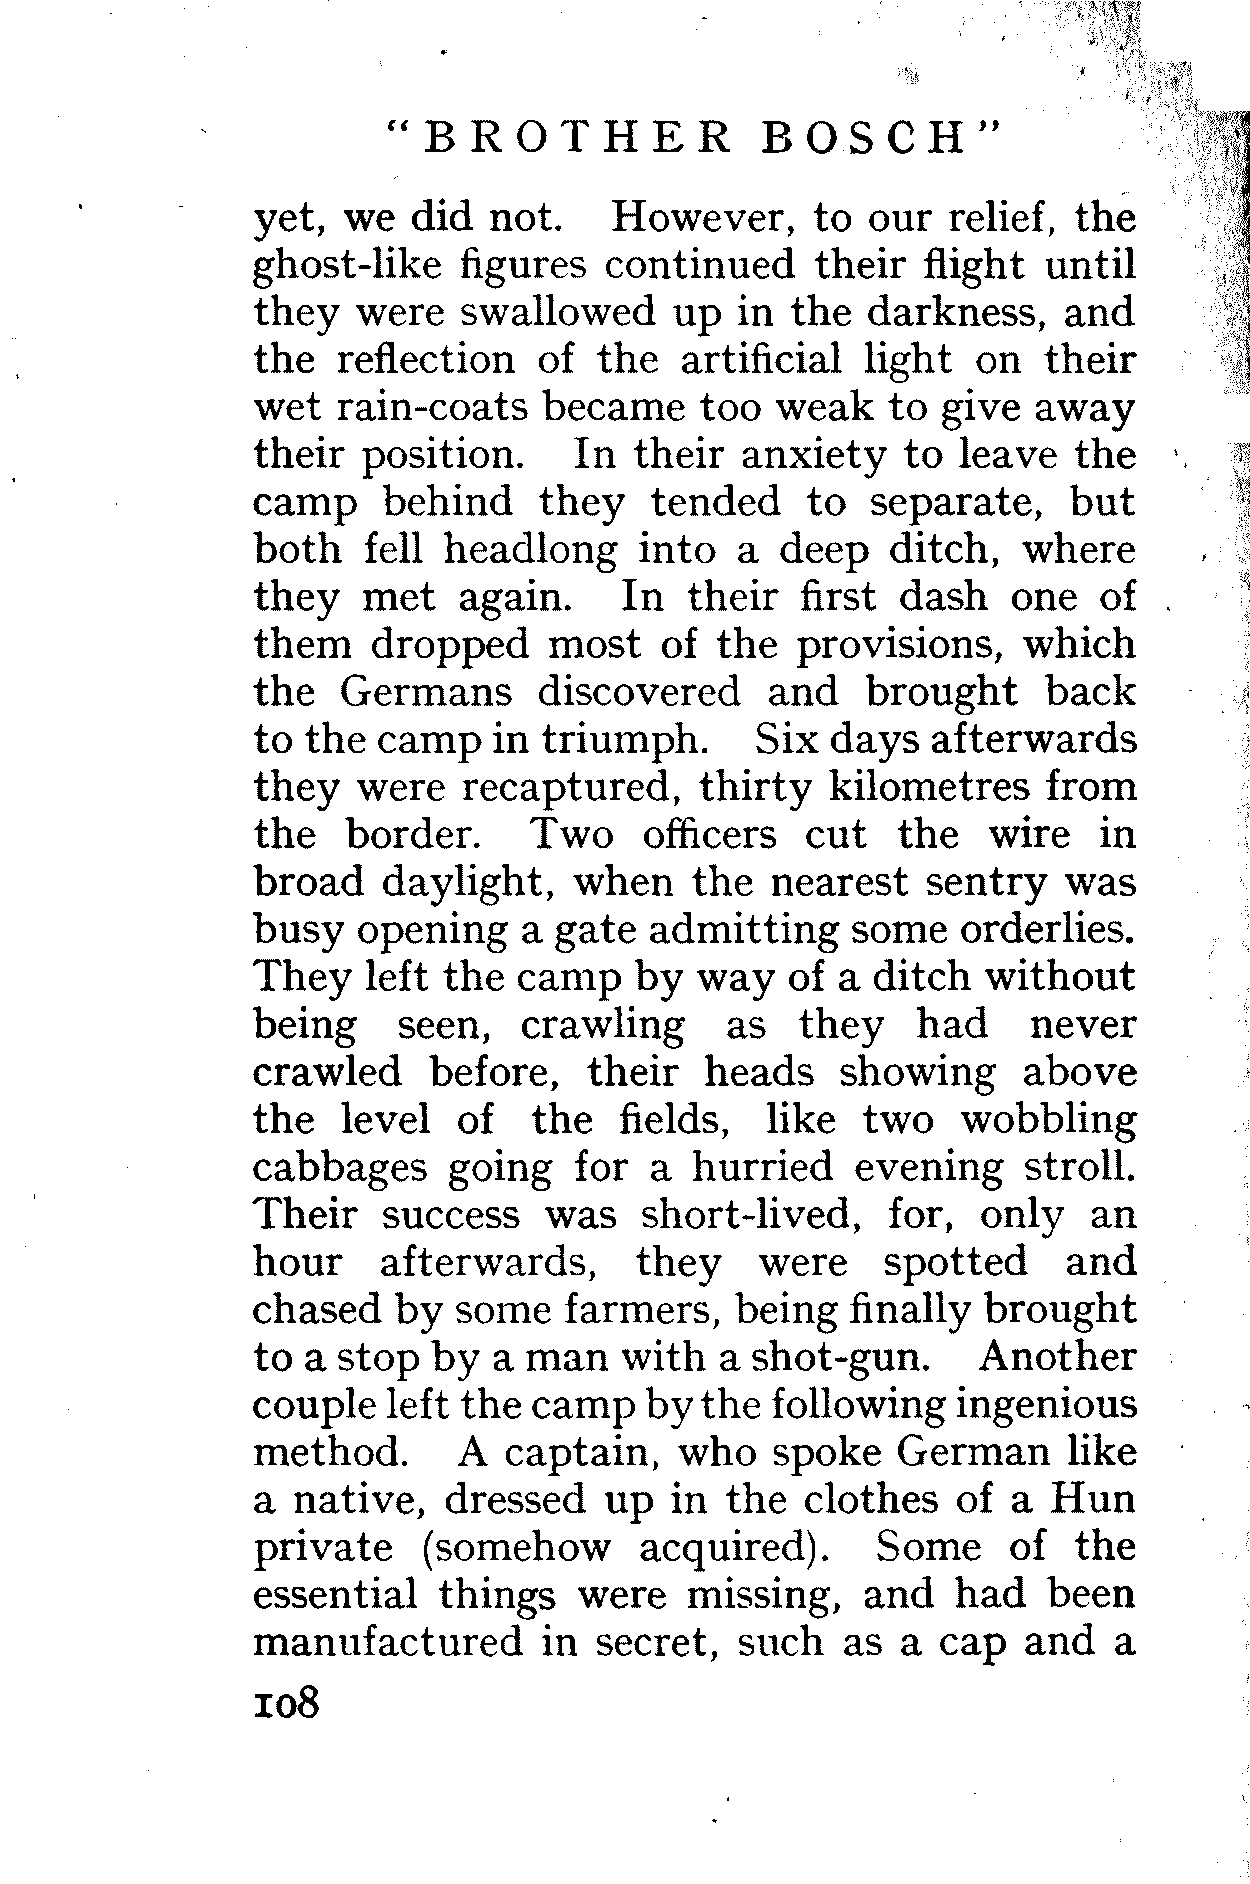 “BROTHER BOSCH”
yet, we did not. However, to our relief, the
ghost-like figures continued their flight until
they were swallowed up in the darkness, and
the reflection of the artificial light on their
wet rain-coats became too weak to give away
their position. In their anxiety to leave the
camp behind they tended to separate, but
both fell headlong into a deep ditch, where
they met again. In their first dash one of
them dropped most of the provisions, which
the Germans discovered and brought back
to the camp in triumph. Six days afterwards
they were recaptured, thirty kilometres from
the border. Two officers cut the wire in
broad daylight, when the nearest sentry was
busy opening a gate admitting some orderlies.
They left the camp by way of a ditch without
being seen, crawling as they had never
crawled before, their heads showing above
the level of the fields, like two wobbling
cabbages going for a hurried evening stroll.
Their success was short-lived, for, only an
hour afterwards, they were spotted and
chased by some farmers, being finally brought
to a stop by a man with a shot-gun. Another
couple left the camp by the following ingenious
method. A captain, who spoke German like
a native, dressed up in the clothes of a Hun
private (somehow acquired). Some of the
essential things were missing, and had been
manufactured in secret, such as a cap and a
108